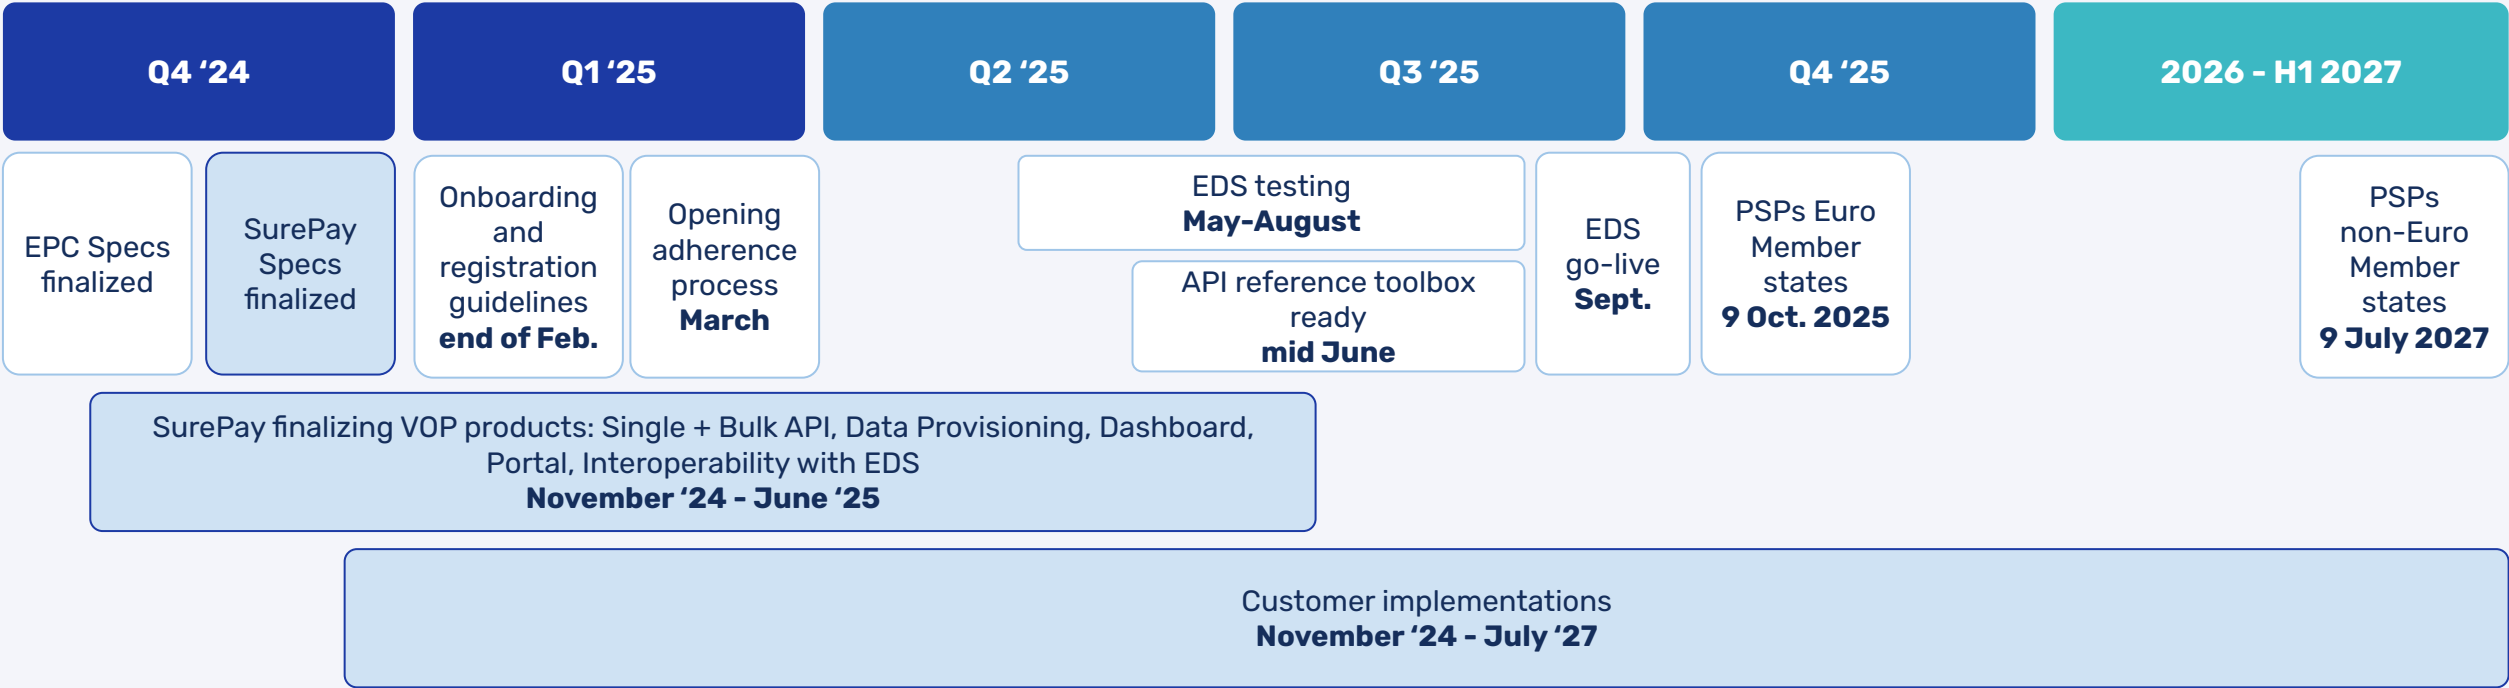 Q4 ‘24
Q1 ‘25
Q2 ‘25
Q3 ‘25
Q4 ‘25
2026 - H1 2027
EPC Specs
finalized
SurePay
Specs
finalized
Onboarding
and
registration
guidelines
end of Feb.
Opening
adherence
process
March
EDS testing
May-August
API reference toolbox
ready
mid June
EDS
go-live
Sept.
PSPs Euro
Member
states
9 Oct. 2025
PSPs
non-Euro
Member
states
9 July 2027
SurePay finalizing VOP products: Single + Bulk API, Data Provisioning, Dashboard,
Portal, Interoperability with EDS
November ‘24 - June ‘25
Customer implementations
November ‘24 - July ‘27